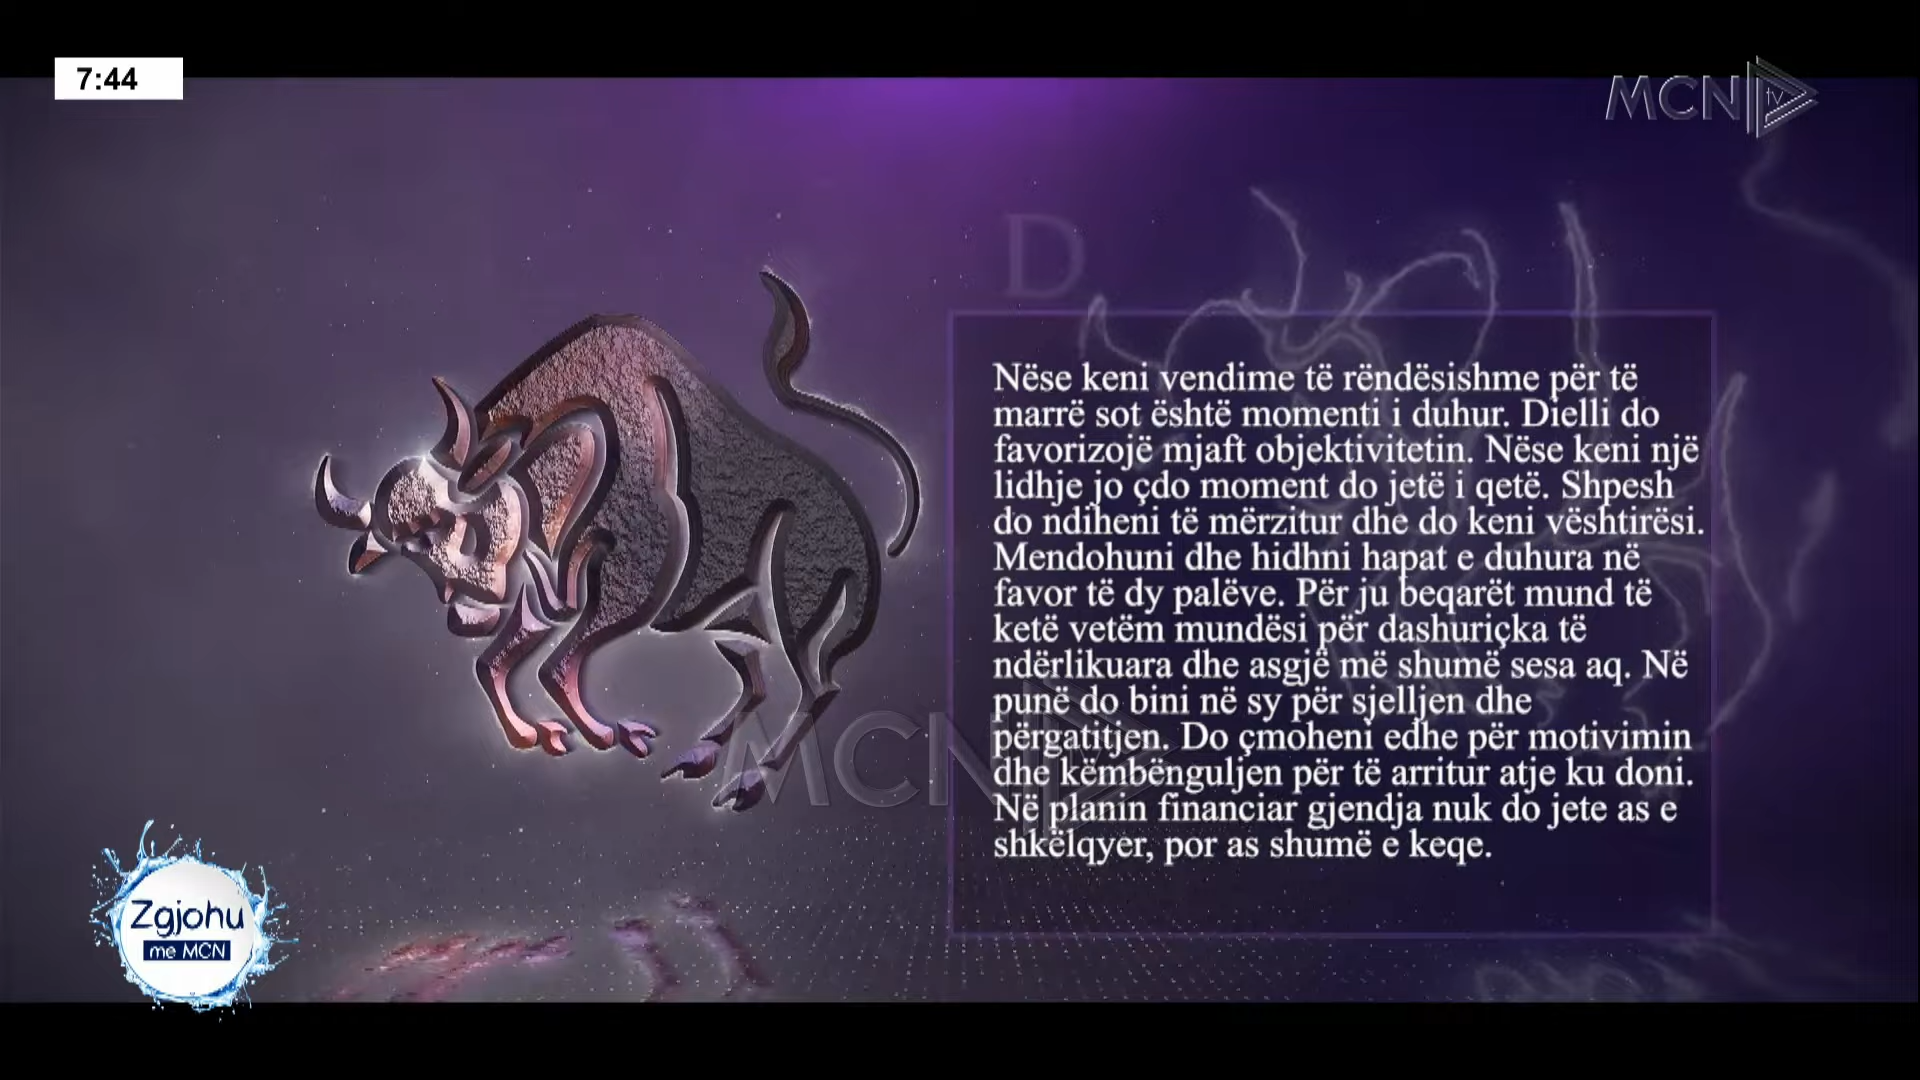 7:44
MCN tv
D
Nëse keni vendime të rëndësishme për të
marrë sot është momenti i duhur. Dielli do
favorizojë mjaft objektivitetin. Nëse keni një
lidhje jo çdo moment do jetë i qetë. Shpesh
do ndiheni të mërzitur dhe do keni vështirësi.
Mendohuni dhe hidhni hapat e duhura në
favor të dy palëve. Për ju beqarët mund të
ketë vetëm mundësi për dashuriçka të
ndërlikuara dhe asgjë më shumë sesa aq. Në
punë do bini në sy për sjelljen dhe
përgatitjen. Do çmoheni edhe për motivimin
dhe këmbënguljen për të arritur atje ku doni.
Në planin financiar gjendja nuk do jete as e
shkëlqyer, por as shumë e keqe.
MCN
Zgjohu
me MCN